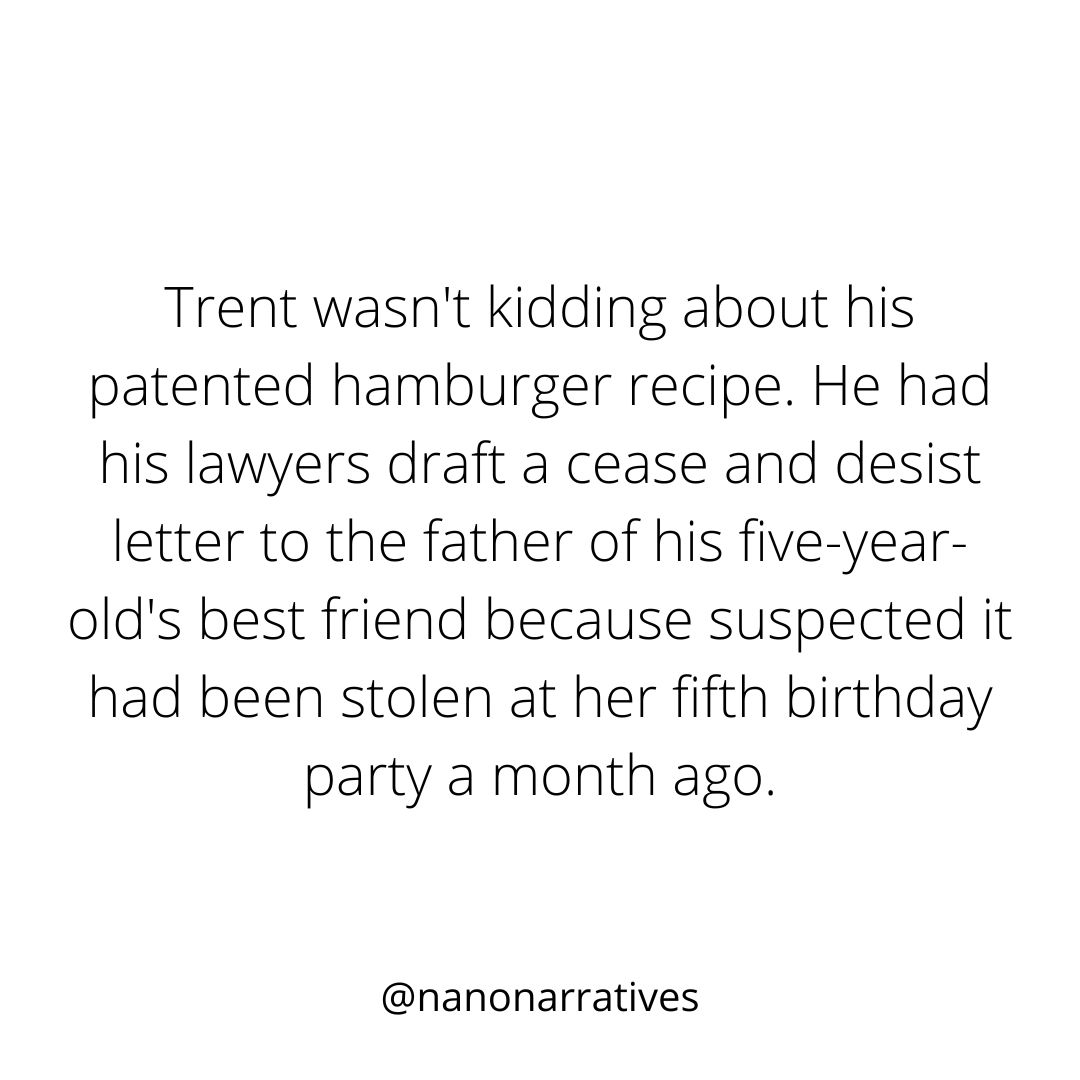 Trent wasn't kidding about his
patented hamburger recipe. He had
his lawyers draft a cease and desist
letter to the father of his five-year-
old's best friend because suspected it
had been stolen at her fifth birthday
party a month ago.
@nanonarratives